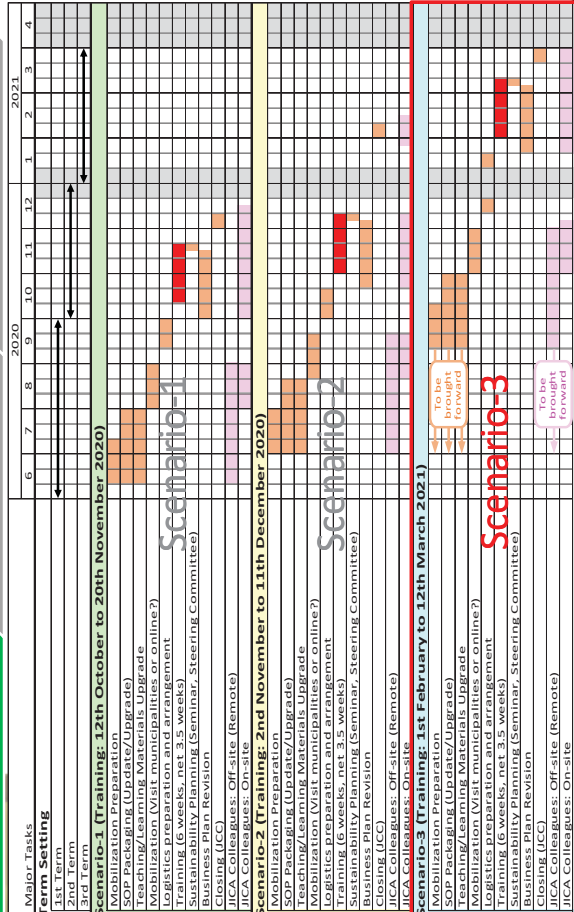 Major Tasks
2020 2021
6 7 8 9 10 11 12 1 2 3 4
Term Setting
1st Term
2nd Term
3rd Term
Scenario-1 (Training: 12th October to 20th November 2020)
Mobilization Preparation
SOP Packaging (Update/Upgrade)
Teaching/Learning Materials Upgrade
Mobilization (Visit municipalities or online?)
Logistics preparation and arrangement
Training (6 weeks, net 3.5 weeks)
Sustainability Planning (Seminar, Steering Committee)
Business Plan Revision
Closing (JCC)
JICA Colleagues: Off-site (Remote)
JICA Colleagues: On-site
Scenario-1
Scenario-2 (Training: 2nd November to 11th December 2020)
Mobilization Preparation
SOP Packaging (Update/Upgrade)
Teaching/Learning Materials Upgrade
Mobilization (Visit municipalities or online?)
Logistics preparation and arrangement
Training (6 weeks, net 3.5 weeks)
Sustainability Planning (Seminar, Steering Committee)
Business Plan Revision
Closing (JCC)
JICA Colleagues: Off-site (Remote)
JICA Colleagues: On-site
Scenario-2
Scenario-3 (Training: 1st February to 12th March 2021)
Mobilization Preparation
SOP Packaging (Update/Upgrade)
Teaching/Learning Materials Upgrade
Mobilization (Visit municipalities or online?)
Logistics preparation and arrangement
Training (6 weeks, net 3.5 weeks)
Sustainability Planning (Seminar, Steering Committee)
Business Plan Revision
Closing (JCC)
JICA Colleagues: Off-site (Remote)
JICA Colleagues: On-site
To be
brought
forward
Scenario-3
To be
brought
forward